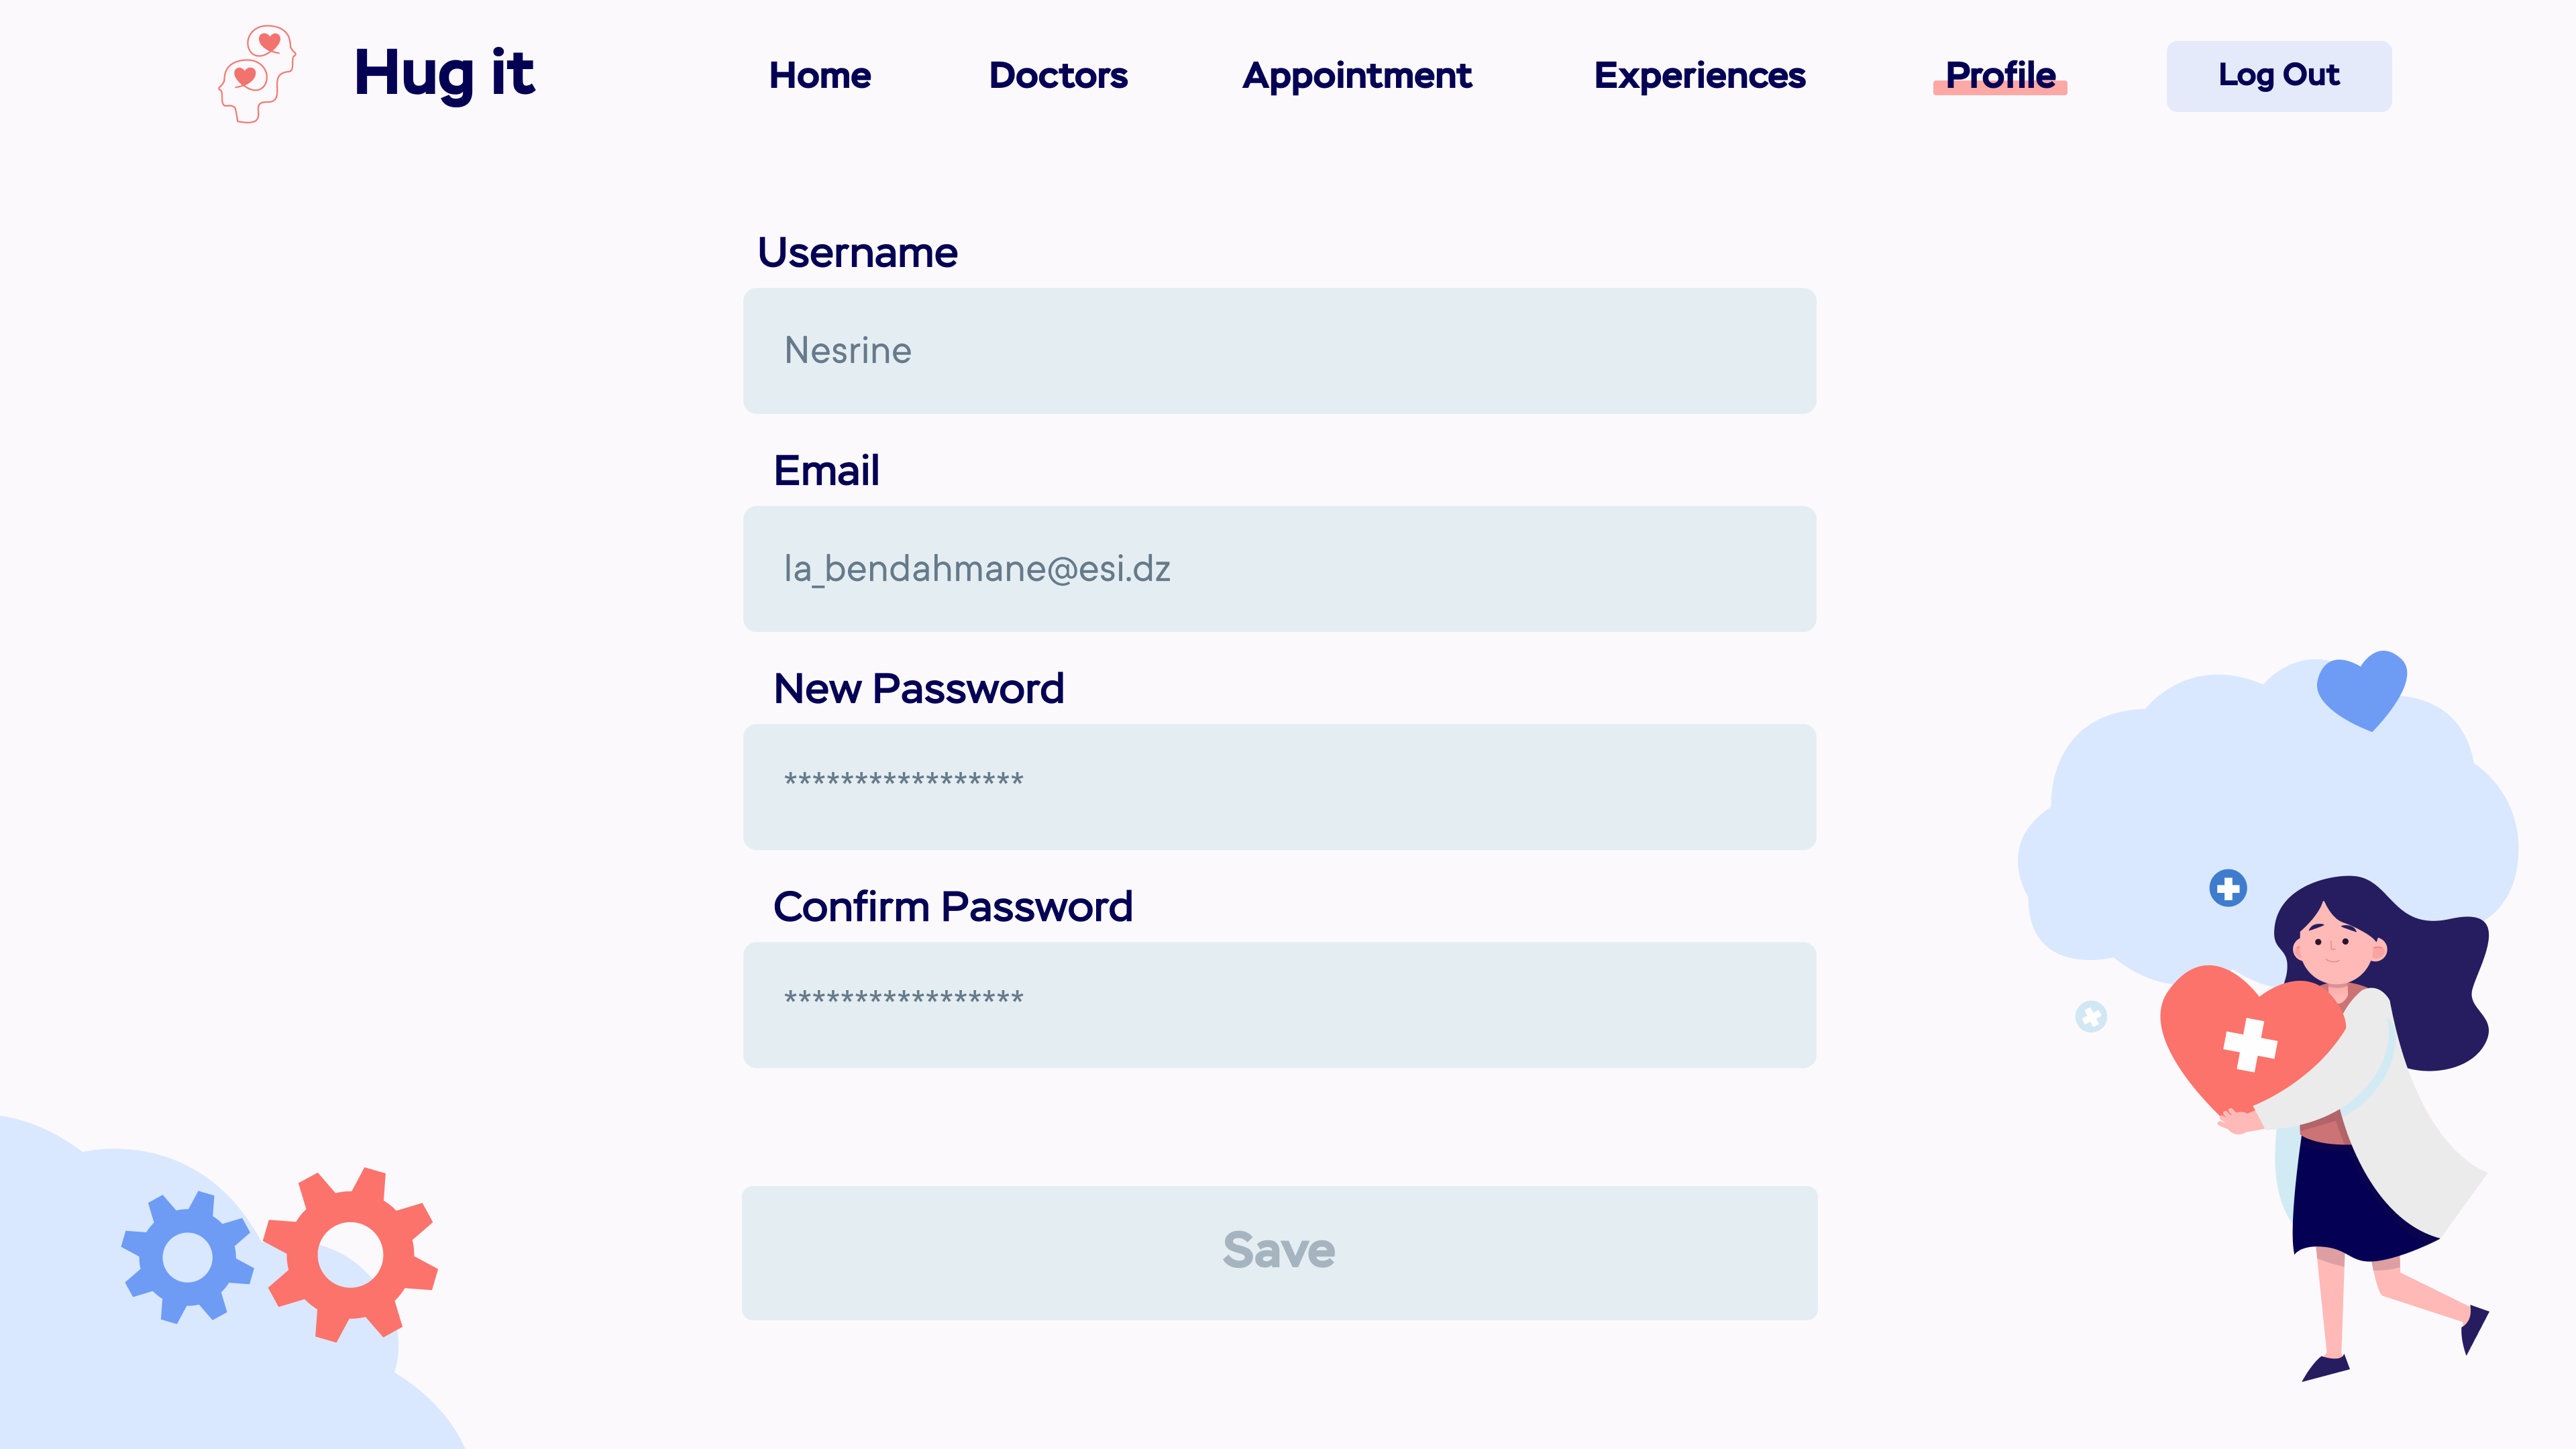 Hug it
Home
Doctors
Appointment
Experiences
Profile
Log Out
Username
Nesrine
Email
la_bendahmane@esi.dz
New Password
*****************
Confirm Password
*****************
Save